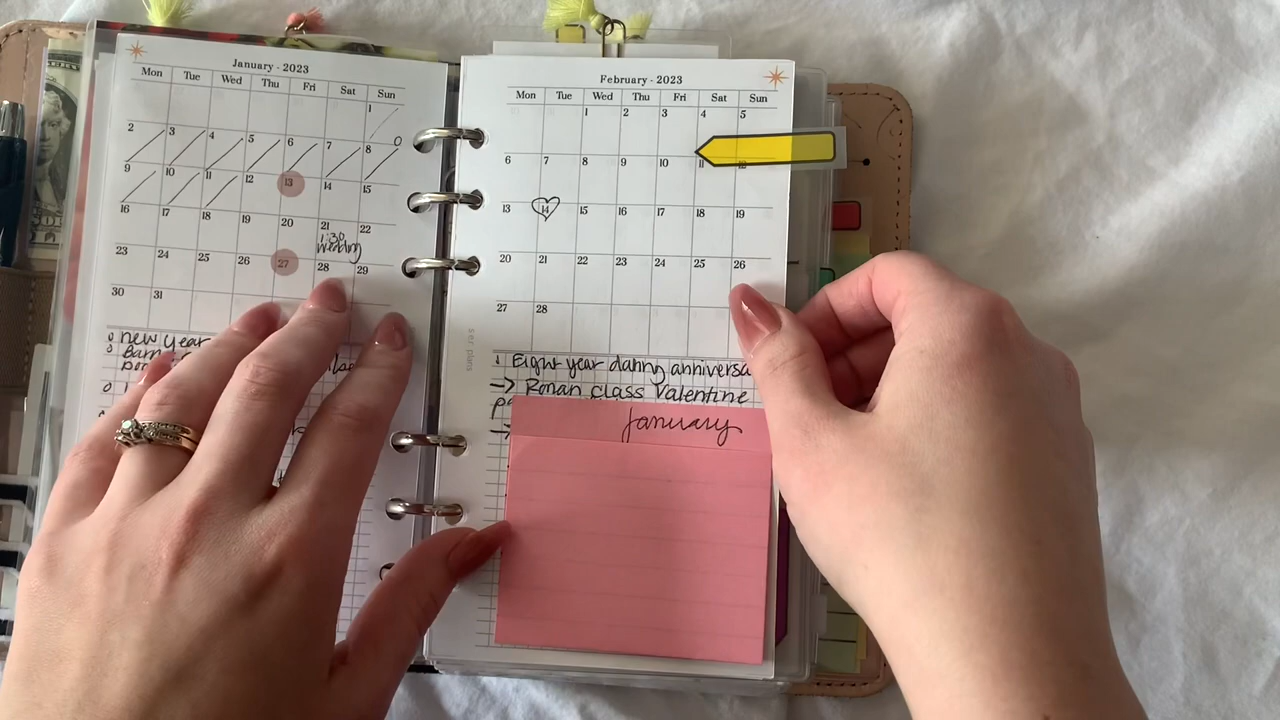 January - 2023
Mon Tue Wed Thu Fri Sat Sun
1
2 3 4 5 6 7 8
9 10 11 12 13 14 15
16 17 18 19 20 21 22
1:30
wedding
23 24 25 26 27 28 29
30 31
new year
February - 2023
Mon Tue Wed Thu Fri Sat Sun
1 2 3 4 5
6 7 8 9 10 11 12
13 14 15 16 17 18 19
20 21 22 23 24 25 26
27 28
Eight year dating anniversa
→ Roman class Valentine
January